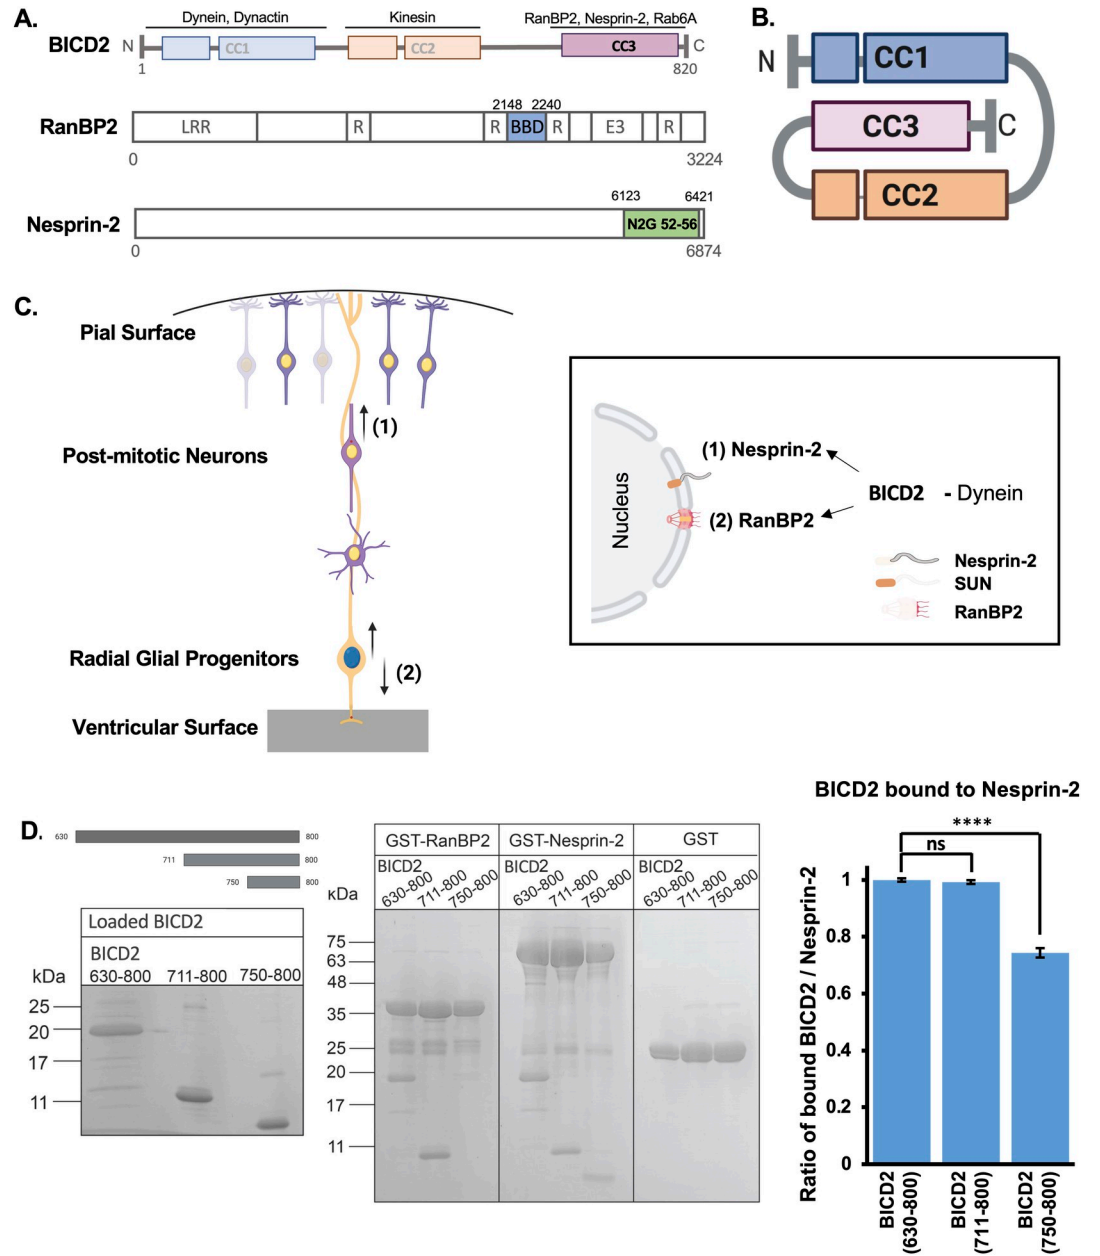 A.
Dynein, Dynactin
Kinesin
RanBP2, Nesprin-2, Rab6A
BICD2
N
CC1
CC2
CC3
C
1
820
2148 2240
RanBP2
LRR
R
R
BBD
R
E3
R
0
3224
6123
6421
Nesprin-2
N2G 52-56
0
6874
B.
N
CC1
CC3
C
CC2
C.
Pial Surface
(1)
Post-mitotic Neurons
Radial Glial Progenitors
(2)
Ventricular Surface
Nucleus
(1) Nesprin-2
BICD2 - Dynein
(2) RanBP2
Nesprin-2
SUN
RanBP2
D.
630
800
711
800
750
800
Loaded BICD2
BICD2
kDa
630-800 711-800 750-800
25
20
17
11
GST-RanBP2
GST-Nesprin-2
GST
BICD2
BICD2
BICD2
kDa
630-800
711-800
750-800
630-800
711-800
750-800
630-800
711-800
750-800
75
63
48
35
25
20
17
11
BICD2 bound to Nesprin-2
****
ns
Ratio of bound BICD2 / Nesprin-2
1
0.8
0.6
0.4
0.2
0
BICD2
(630-800)
BICD2
(711-800)
BICD2
(750-800)